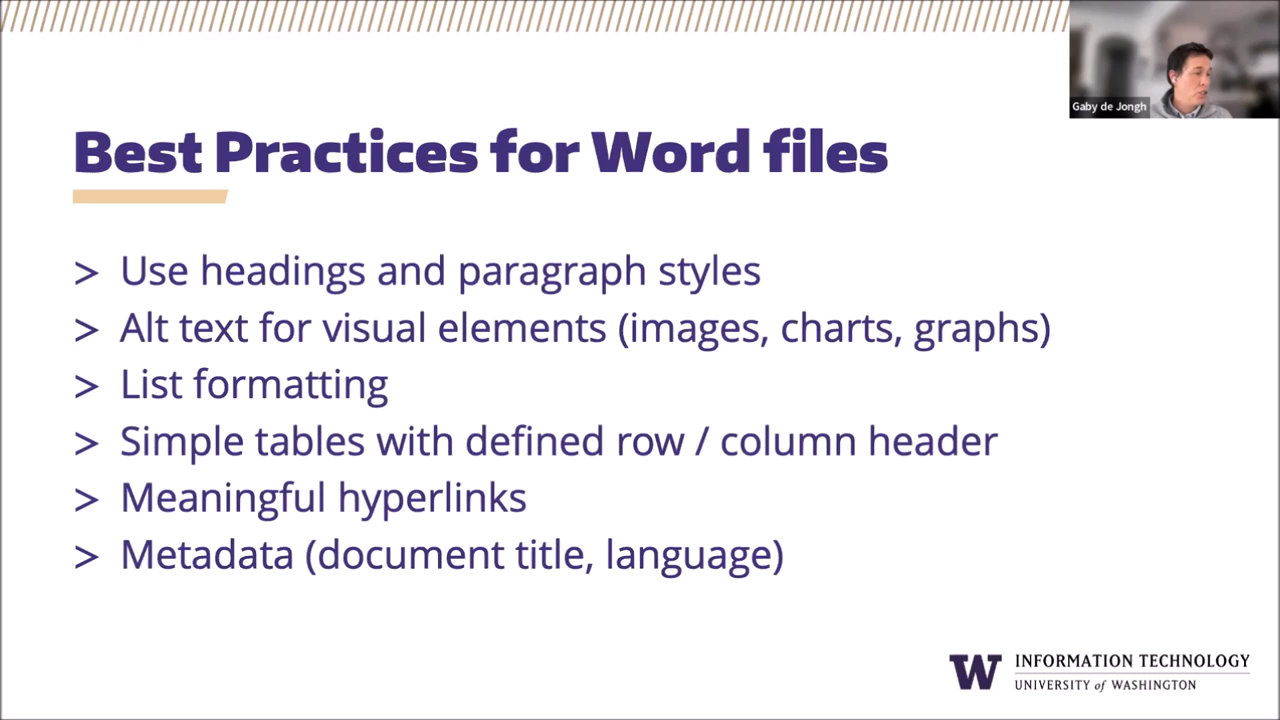 Gaby de Jongh
Best Practices for Word files
> Use headings and paragraph styles
> Alt text for visual elements (images, charts, graphs)
> List formatting
> Simple tables with defined row / column header
> Meaningful hyperlinks
> Metadata (document title, language)
W INFORMATION TECHNOLOGY
UNIVERSITY of WASHINGTON